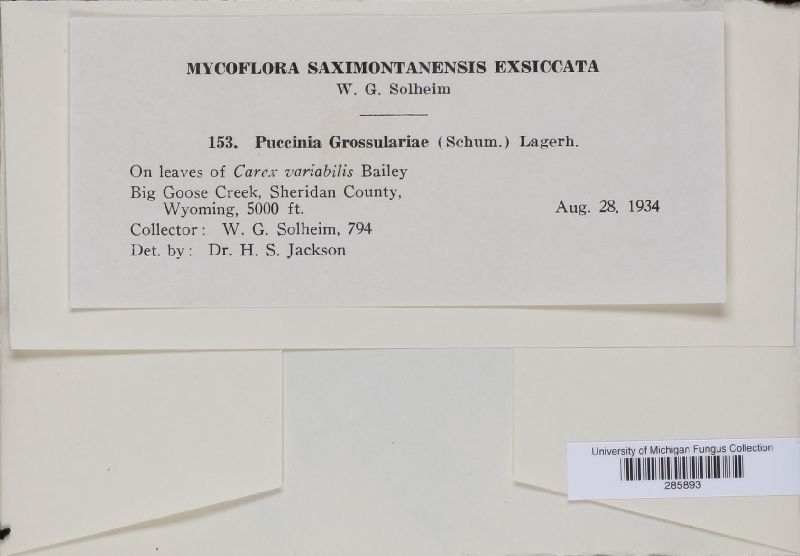 MYCOFLORA SAXIMONTANENSIS EXSICCATA
W. G. Solheim
153. Puccinia Grossulariae (Schum.) Lagerh.
On leaves of Carex variabilis Bailey
Big Goose Creek, Sheridan County,
Wyoming, 5000 ft.
Aug. 28, 1934
Collector: W. G. Solheim, 794
Det. by: Dr. H. S. Jackson
University of Michigan Fungus Collection
285893